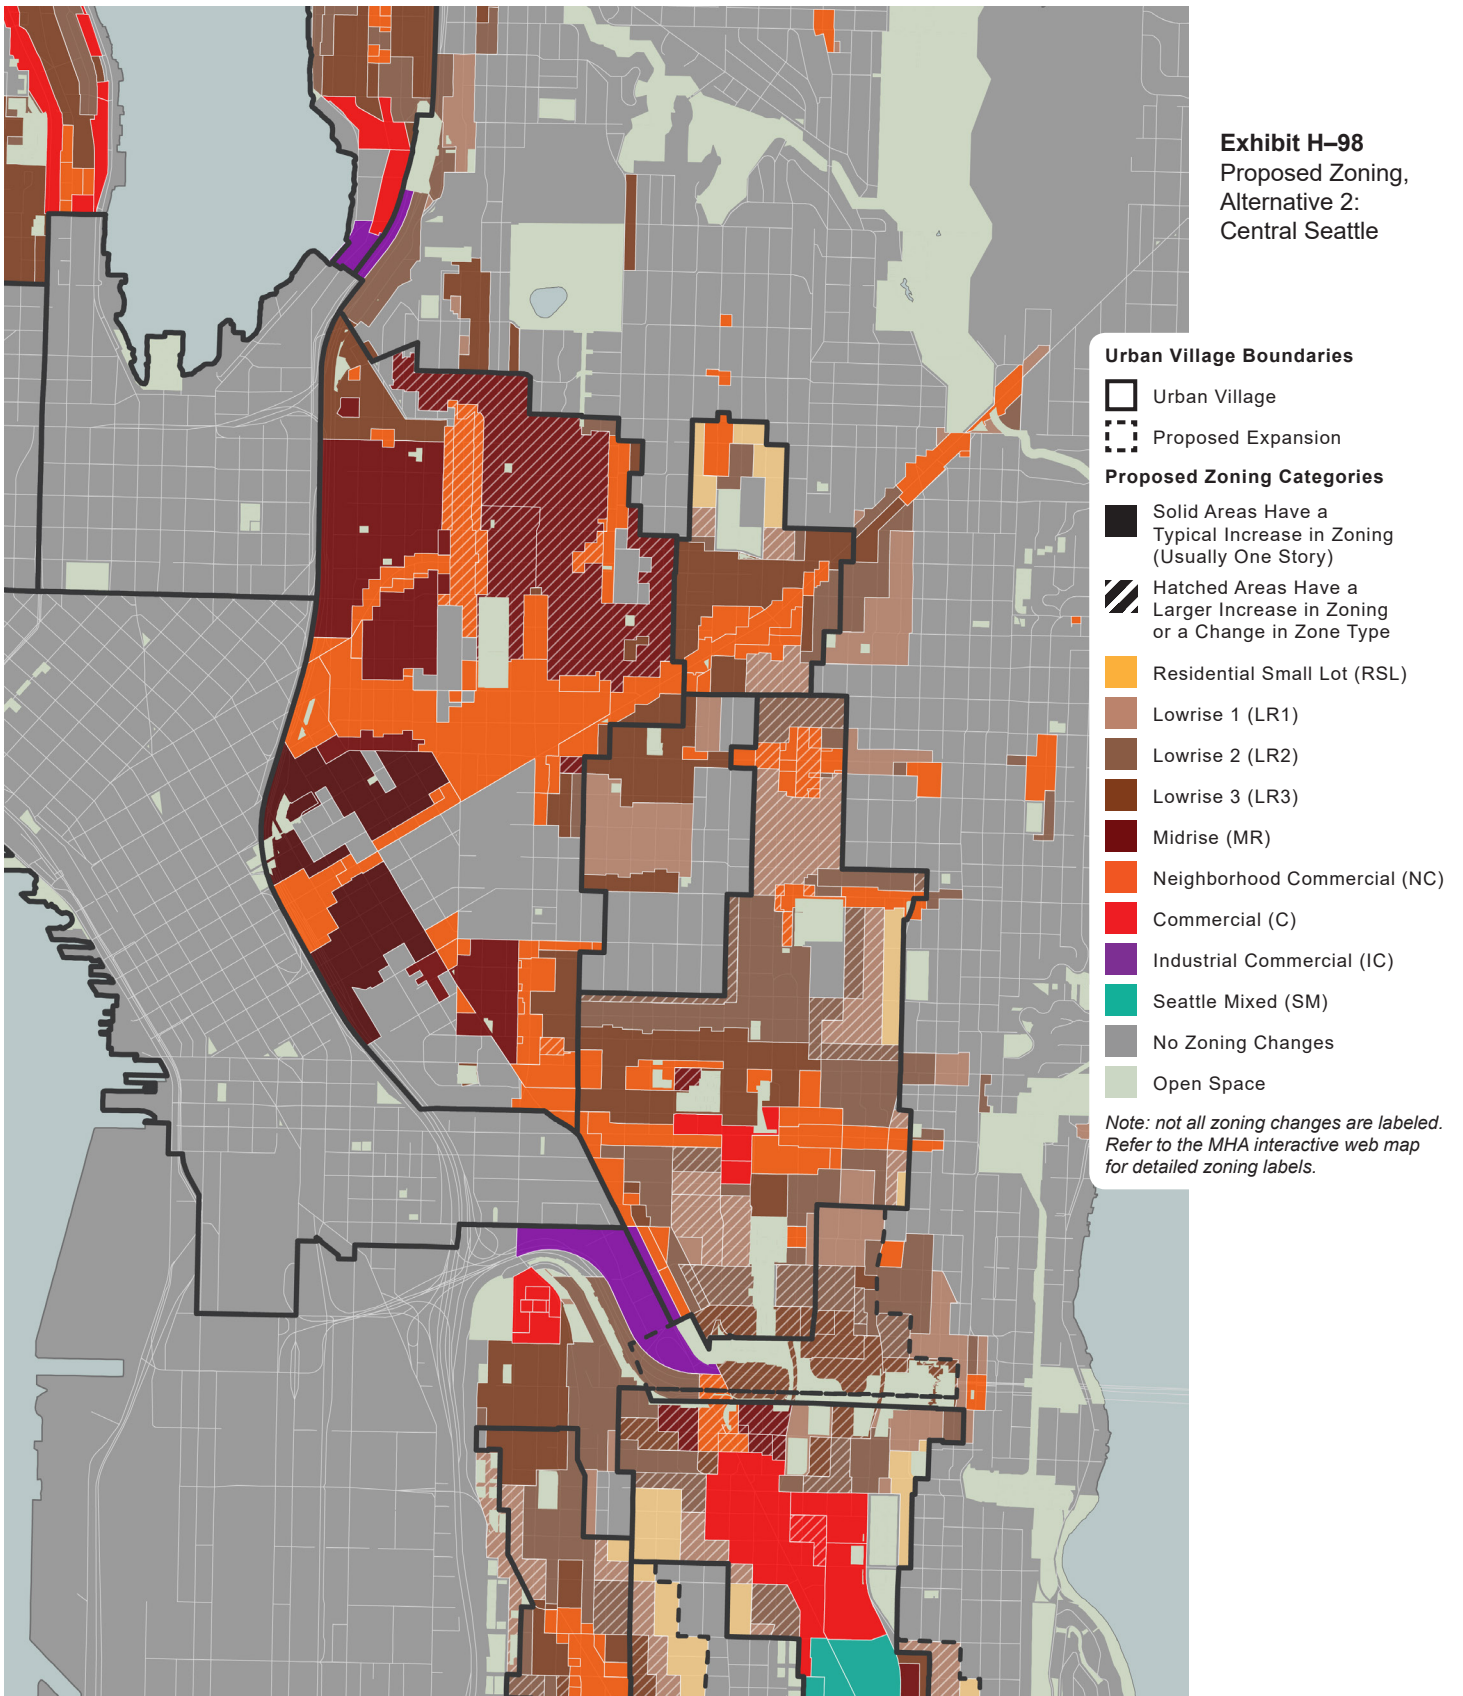 Exhibit H–98
Proposed Zoning,
Alternative 2:
Central Seattle
Urban Village Boundaries
Urban Village
Proposed Expansion
Proposed Zoning Categories
Solid Areas Have a
Typical Increase in Zoning
(Usually One Story)
Hatched Areas Have a
Larger Increase in Zoning
or a Change in Zone Type
Residential Small Lot (RSL)
Lowrise 1 (LR1)
Lowrise 2 (LR2)
Lowrise 3 (LR3)
Midrise (MR)
Neighborhood Commercial (NC)
Commercial (C)
Industrial Commercial (IC)
Seattle Mixed (SM)
No Zoning Changes
Open Space
Note: not all zoning changes are labeled.
Refer to the MHA interactive web map
for detailed zoning labels.